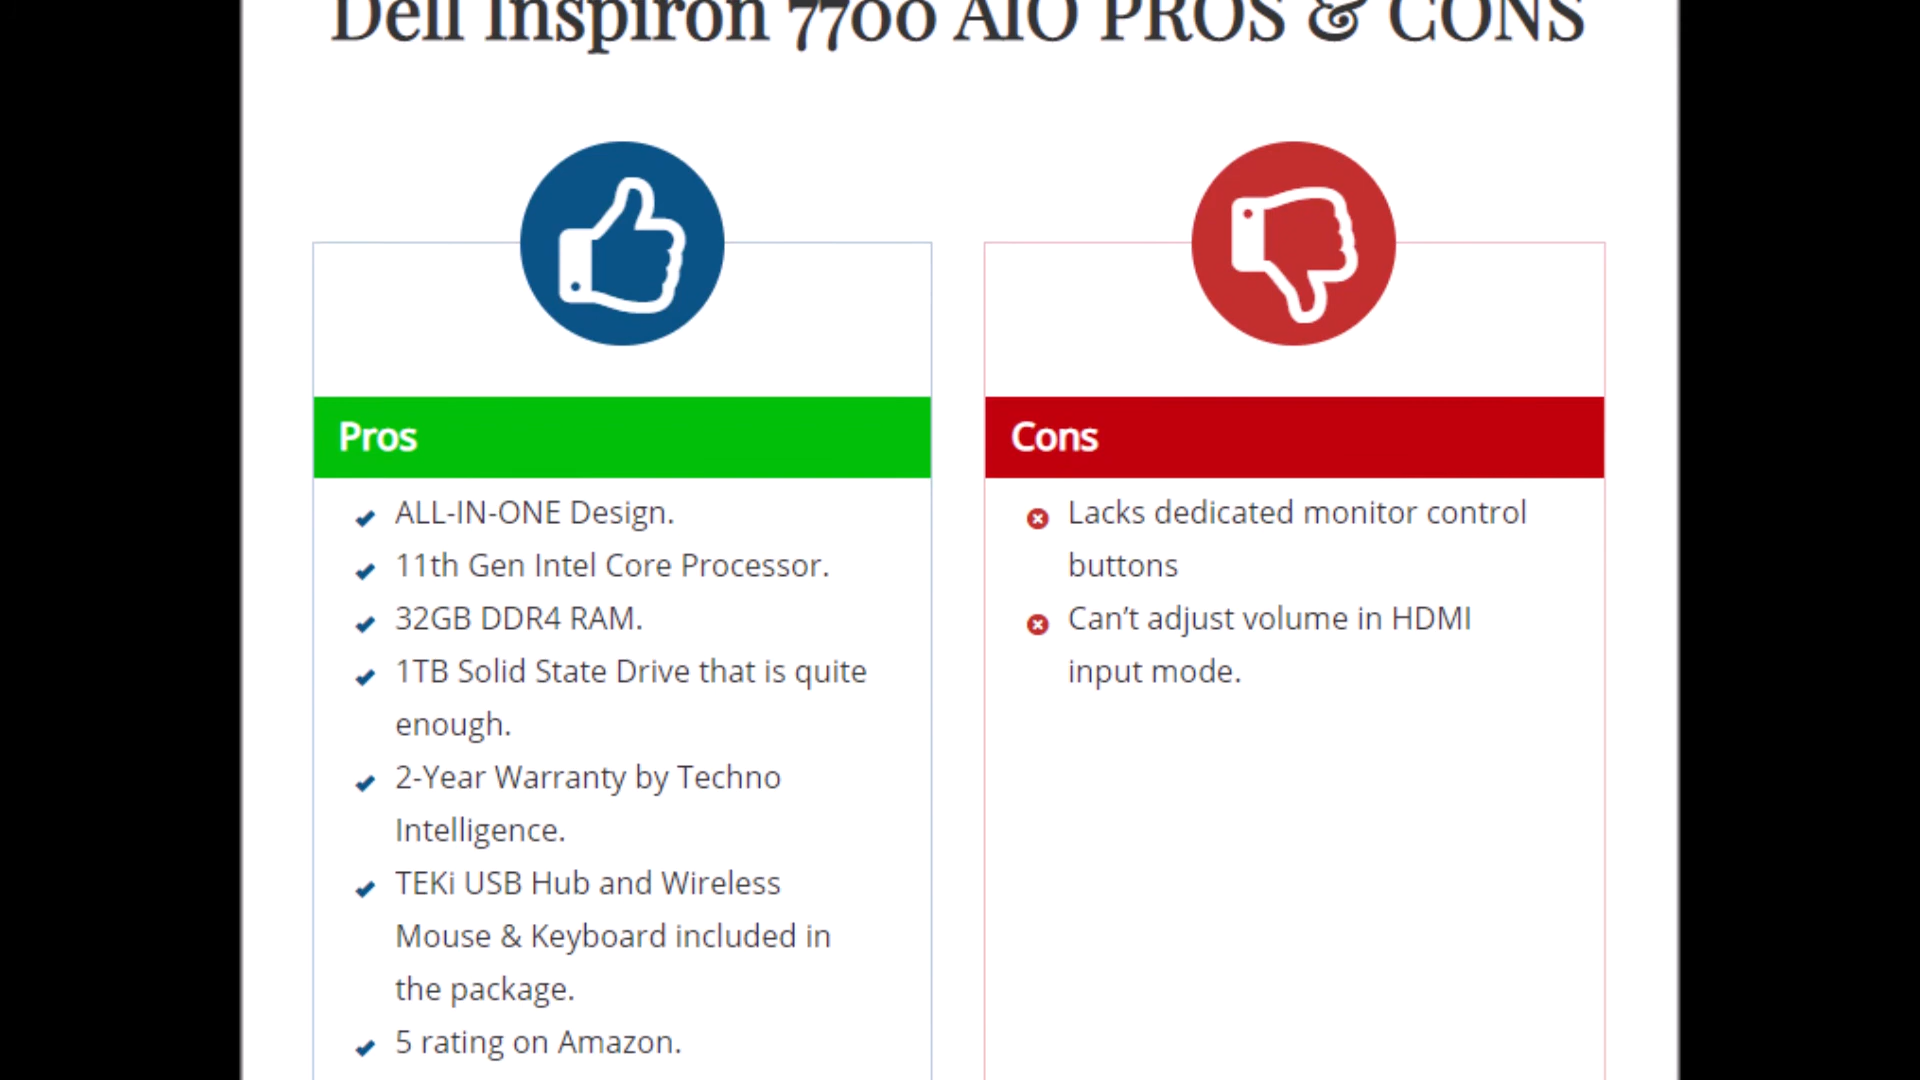 Dell Inspiron 7700 AIO PROS & CONS
Pros
ALL-IN-ONE Design.
11th Gen Intel Core Processor.
32GB DDR4 RAM.
1TB Solid State Drive that is quite
enough.
2-Year Warranty by Techno
Intelligence.
TEKi USB Hub and Wireless
Mouse & Keyboard included in
the package.
5 rating on Amazon.
Cons
Lacks dedicated monitor control
buttons
Can’t adjust volume in HDMI
input mode.